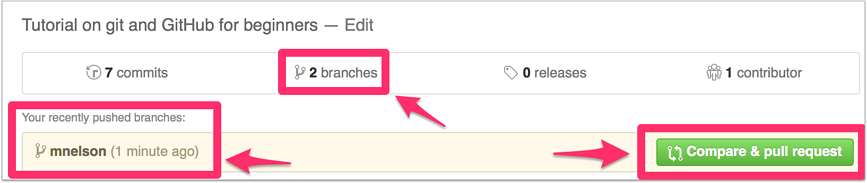 Tutorial on git and GitHub for beginners — Edit
7 commits 2 branches 0 releases 1 contributor
Your recently pushed branches:
mnelson (1 minute ago) Compare & pull request